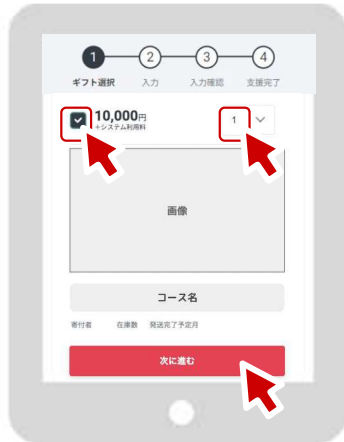 1 2 3 4
ギフト選択 入力 入力確認 支援完了
10,000円
+システム利用料
1
画像
コース名
寄付者 在庫数 発送完了予定月
次に進む